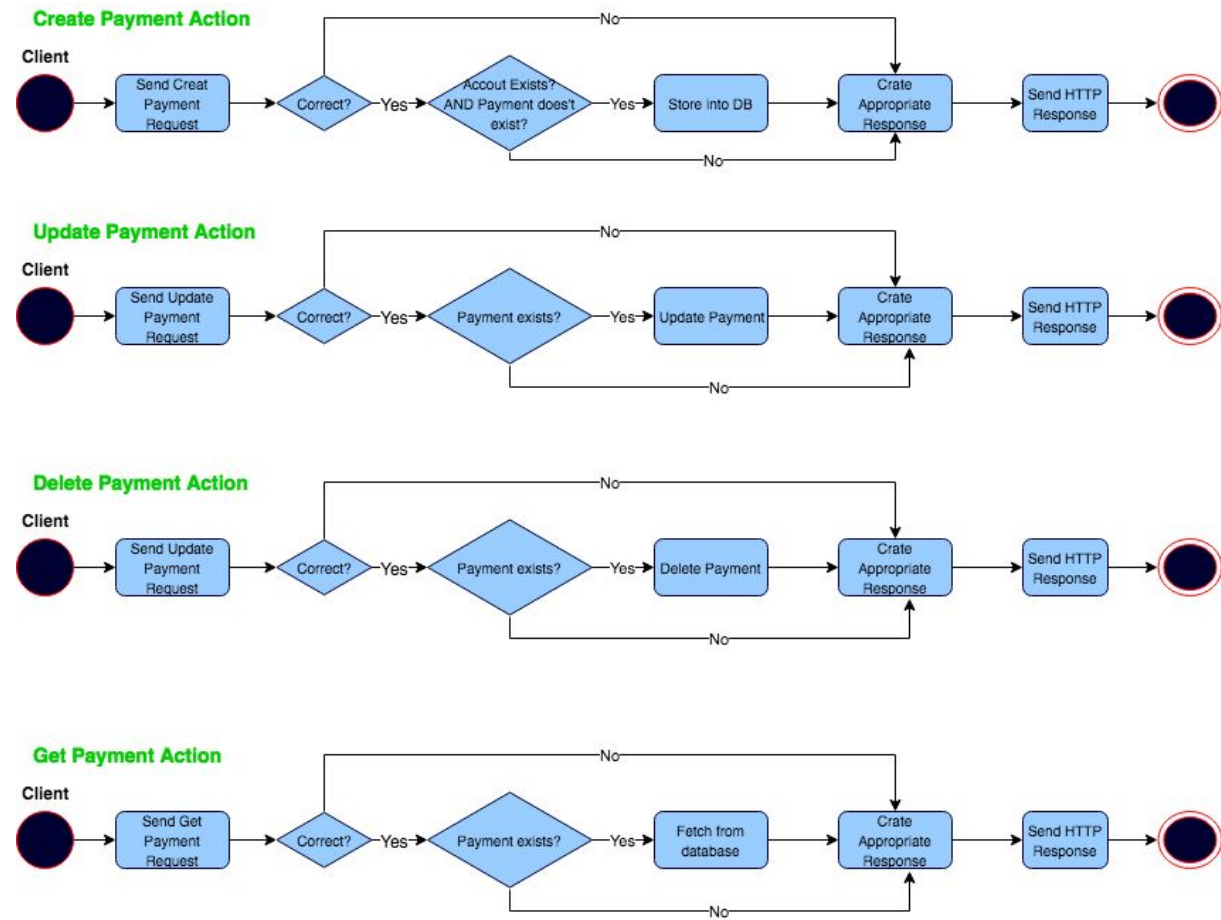 Create Payment Action
No
Client
Send Creat
Payment
Request
Correct?
Yes
Accout Exists?
AND Payment does't
exist?
Yes
Store into DB
Crate
Appropriate
Response
Send HTTP
Response
No
Update Payment Action
No
Client
Send Update
Payment
Request
Correct?
Yes
Payment exists?
Yes
Update Payment
Crate
Appropriate
Response
Send HTTP
Response
No
Delete Payment Action
No
Client
Send Update
Payment
Request
Correct?
Yes
Payment exists?
Yes
Delete Payment
Crate
Appropriate
Response
Send HTTP
Response
No
Get Payment Action
No
Client
Send Get
Payment
Request
Correct?
Yes
Payment exists?
Yes
Fetch from
database
Crate
Appropriate
Response
Send HTTP
Response
No